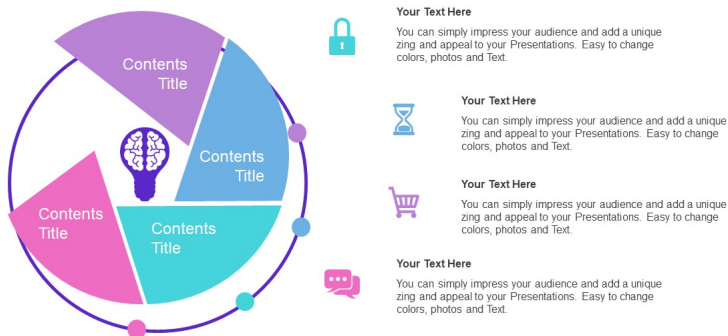 Contents
Title
Contents
Title
Contents
Title
Contents
Title
Your Text Here
You can simply impress your audience and add a unique
zing and appeal to your Presentations. Easy to change
colors, photos and Text.
Your Text Here
You can simply impress your audience and add a unique
zing and appeal to your Presentations. Easy to change
colors, photos and Text.
Your Text Here
You can simply impress your audience and add a unique
zing and appeal to your Presentations. Easy to change
colors, photos and Text.
Your Text Here
You can simply impress your audience and add a unique
zing and appeal to your Presentations. Easy to change
colors, photos and Text.